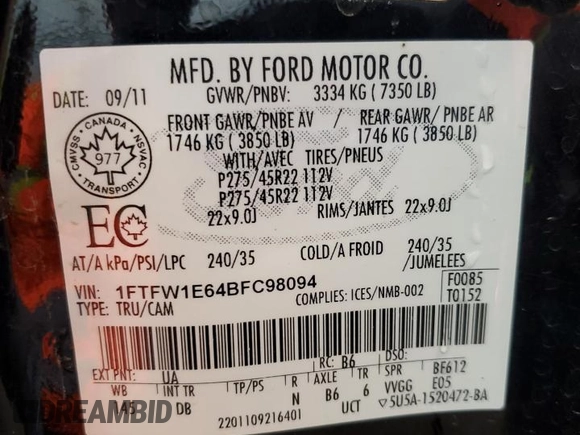 MFD. BY FORD MOTOR CO.
DATE: 09/11 GVWR/PNBV: 3334 KG ( 7350 LB)
FRONT GAWR/PNBE AV / REAR GAWR/ PNBE AR
1746 KG ( 3850 LB) 1746 KG ( 3850 LB)
WITH/AVEC TIRES/PNEUS
P275/45R22 112V
P275/45R22 112V
22x9.0J RIMS/JANTES 22x9.0J
CMVSS CANADA NSVAC
977
TRANSPORT
EC
AT/A kPa/PSI/LPC 240/35 COLD/A FROID 240/35 /JUMELEES
VIN: 1FTFW1E64BFC98094 COMPLIES: ICES/NMB-002 F0085
TYPE: TRU/CAM T0152
EXT PNT: UA RC: B6 DSO:
WB INT TR TP/PS R AXLE TR SPR BF612
145 DB N B6 6 VVGG E05
2201109216401 UCT 5U5A-1520472-BA
DREAMBID